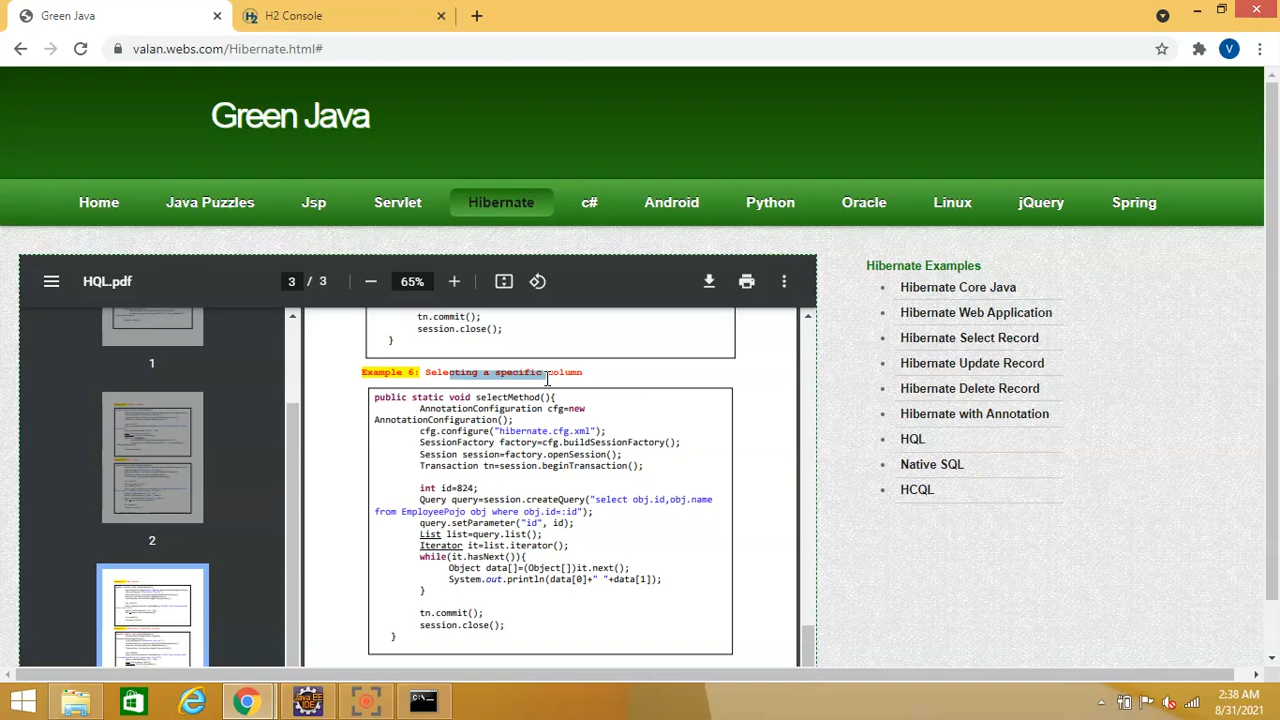 Green Java
H2 Console
valan.webs.com/Hibernate.html#
V
Green Java
Home Java Puzzles Jsp Servlet Hibernate c# Android Python Oracle Linux jQuery Spring
HQL.pdf
3 / 3
65%
1
2
tn.commit();
session.close();
}
Example 6: Selecting a specific column
public static void selectMethod(){
AnnotationConfiguration cfg=new
AnnotationConfiguration();
cfg.configure("hibernate.cfg.xml");
SessionFactory factory=cfg.buildSessionFactory();
Session session=factory.openSession();
Transaction tn=session.beginTransaction();
int id=824;
Query query=session.createQuery("select obj.id,obj.name
from EmployeePojo obj where obj.id=:id");
query.setParameter("id", id);
List list=query.list();
Iterator it=list.iterator();
while(it.hasNext()){
Object data[]=(Object[])it.next();
System.out.println(data[0]+" "+data[1]);
}
tn.commit();
session.close();
}
Hibernate Examples
Hibernate Core Java
Hibernate Web Application
Hibernate Select Record
Hibernate Update Record
Hibernate Delete Record
Hibernate with Annotation
HQL
Native SQL
HCQL
Java EE
IDE
2:38 AM
8/31/2021